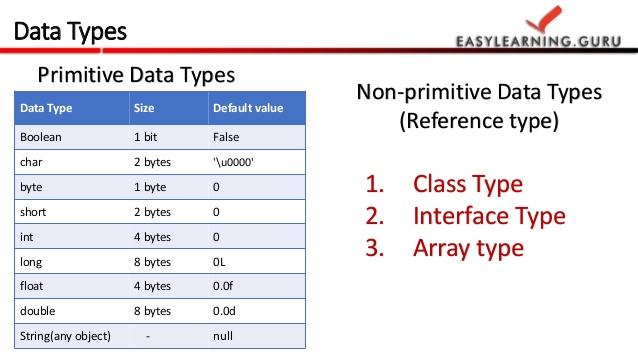 Data Types
EASYLEARNING.GURU
Primitive Data Types
Data Type Size Default value
Boolean 1 bit False
char 2 bytes '\u0000'
byte 1 byte 0
short 2 bytes 0
int 4 bytes 0
long 8 bytes 0L
float 4 bytes 0.0f
double 8 bytes 0.0d
String(any object) - null
Non-primitive Data Types
(Reference type)
1. Class Type
2. Interface Type
3. Array type